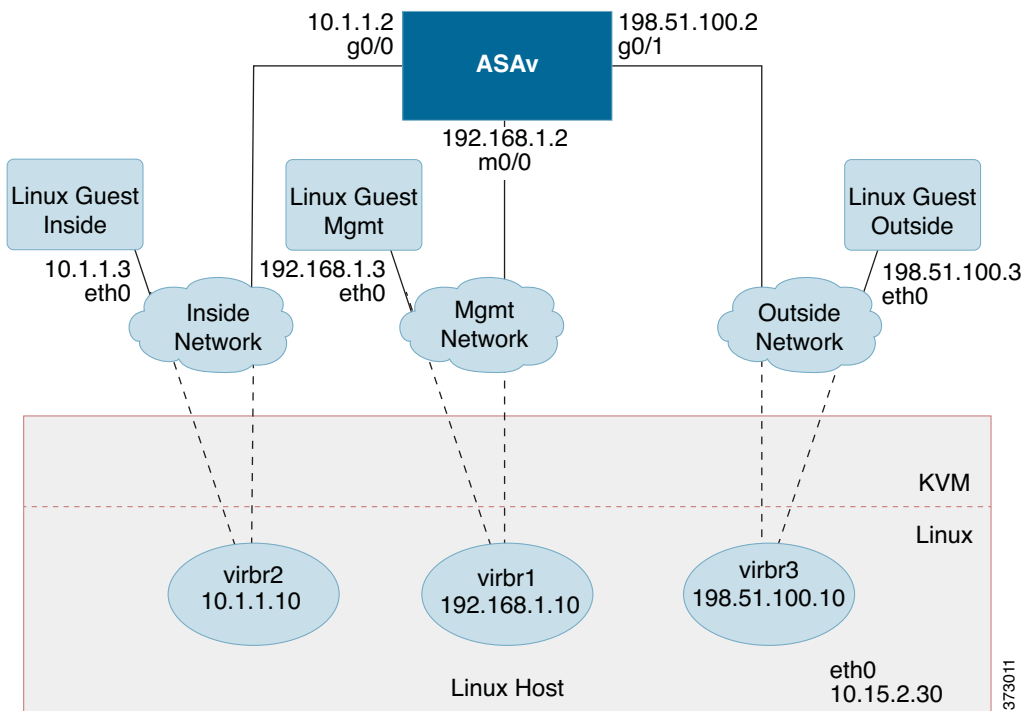 10.1.1.2
g0/0
ASAv
198.51.100.2
g0/1
192.168.1.2
m0/0
Linux Guest
Inside
Linux Guest
Mgmt
Linux Guest
Outside
10.1.1.3
eth0
192.168.1.3
eth0
198.51.100.3
eth0
Inside
Network
Mgmt
Network
Outside
Network
KVM
Linux
virbr2
10.1.1.10
virbr1
192.168.1.10
virbr3
198.51.100.10
Linux Host
eth0
10.15.2.30
373011